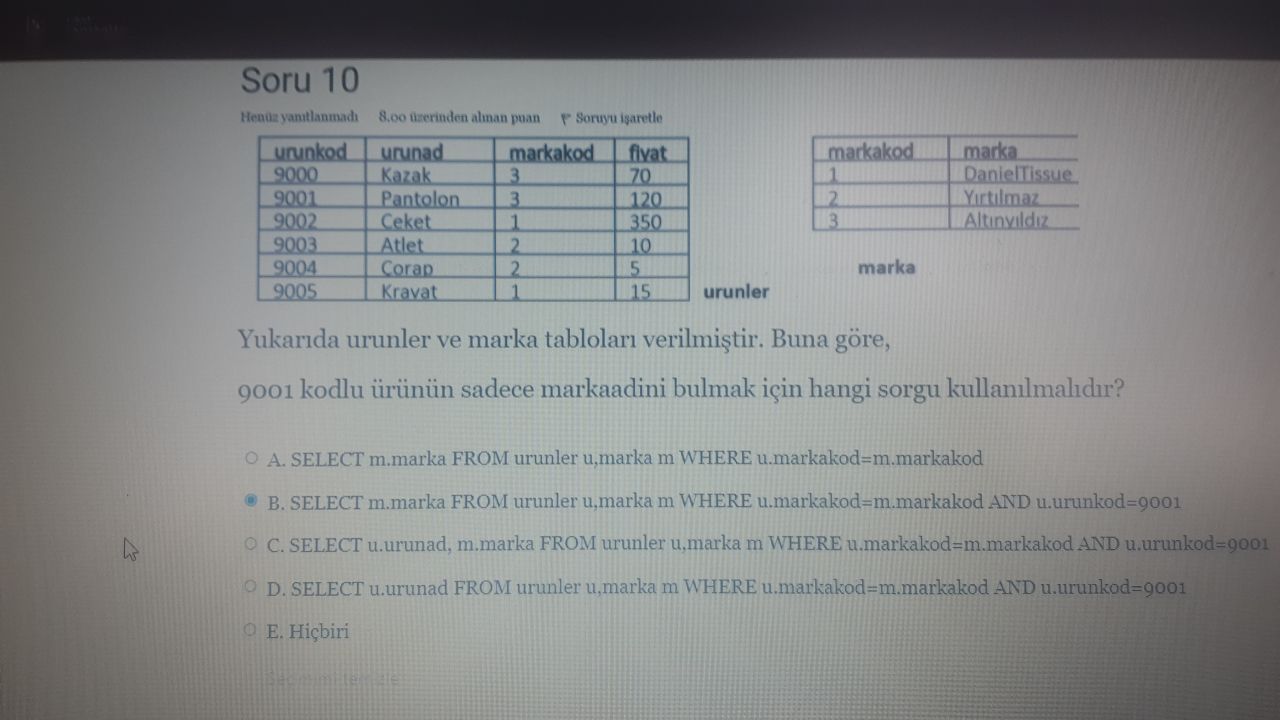 Soru 10
Henüz yanıtlanmadı 8.00 üzerinden alınan puan Soruyu işaretle
urunkod urunad markakod fiyat
9000 Kazak 3 70
9001 Pantolon 3 120
9002 Ceket 1 350
9003 Atlet 2 10
9004 Corap 2 5
9005 Kravat 1 15
urunler
markakod marka
1 DanielTissue
2 Yırtılmaz
3 Altınyıldız
marka
Yukarıda urunler ve marka tabloları verilmiştir. Buna göre,
9001 kodlu ürünün sadece markaadini bulmak için hangi sorgu kullanılmalıdır?
A. SELECT m.marka FROM urunler u,marka m WHERE u.markakod=m.markakod
B. SELECT m.marka FROM urunler u,marka m WHERE u.markakod=m.markakod AND u.urunkod=9001
C. SELECT u.urunad, m.marka FROM urunler u,marka m WHERE u.markakod=m.markakod AND u.urunkod=9001
D. SELECT u.urunad FROM urunler u,marka m WHERE u.markakod=m.markakod AND u.urunkod=9001
E. Hiçbiri
Seçimimi temizle